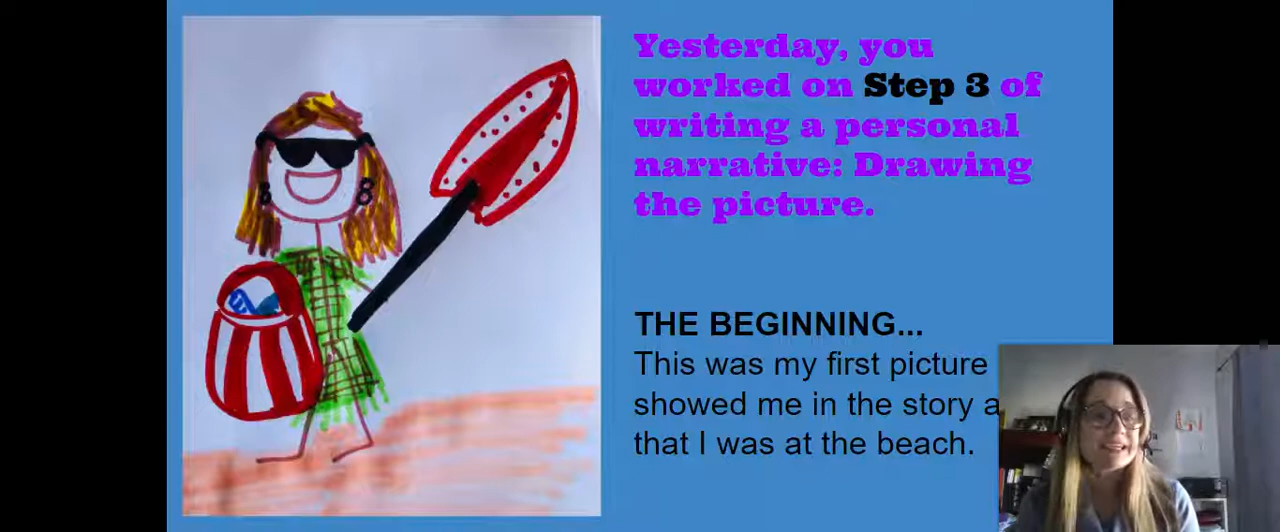 Yesterday, you
worked on Step 3 of
writing a personal
narrative: Drawing
the picture.
THE BEGINNING...
This was my first picture
showed me in the story a
that I was at the beach.